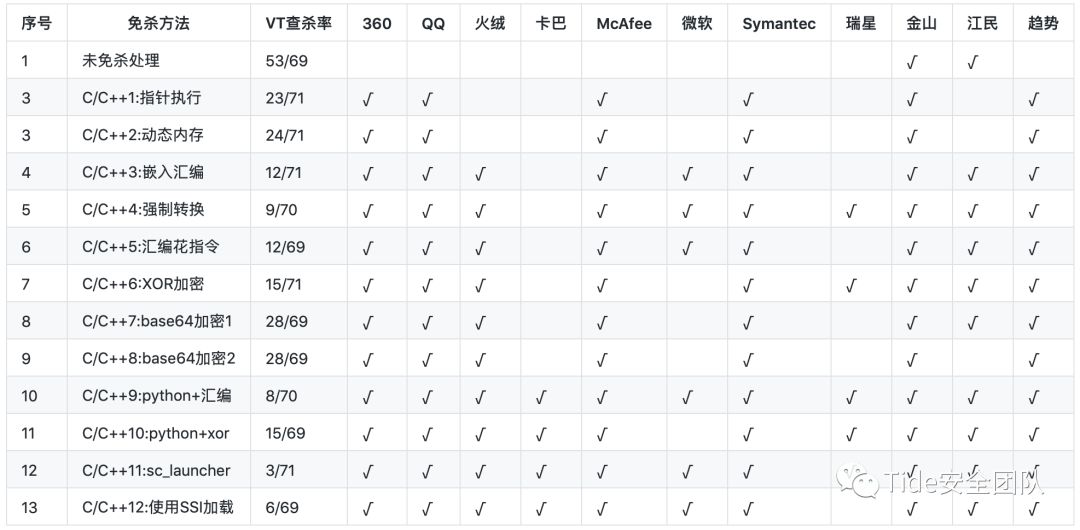 序号 免杀方法 VT查杀率 360 QQ 火绒 卡巴 McAfee 微软 Symantec 瑞星 金山 江民 趋势
1 未免杀处理 53/69 √ √
3 C/C++1:指针执行 23/71 √ √ √ √ √ √
3 C/C++2:动态内存 24/71 √ √ √ √ √ √
4 C/C++3:嵌入汇编 12/71 √ √ √ √ √ √ √ √ √
5 C/C++4:强制转换 9/70 √ √ √ √ √ √ √ √ √ √
6 C/C++5:汇编花指令 12/69 √ √ √ √ √ √ √ √ √
7 C/C++6:XOR加密 15/71 √ √ √ √ √ √ √ √ √
8 C/C++7:base64加密1 28/69 √ √ √ √ √ √ √ √
9 C/C++8:base64加密2 28/69 √ √ √ √ √ √ √
10 C/C++9:python+汇编 8/70 √ √ √ √ √ √ √ √ √ √ √
11 C/C++10:python+xor 15/69 √ √ √ √ √ √ √ √ √ √
12 C/C++11:sc_launcher 3/71 √ √ √ √ √ √ √ √ √ √ √
13 C/C++12:使用SSI加载 6/69 √ √ √ √ √ √ √ √ √ √ √
Tide安全团队